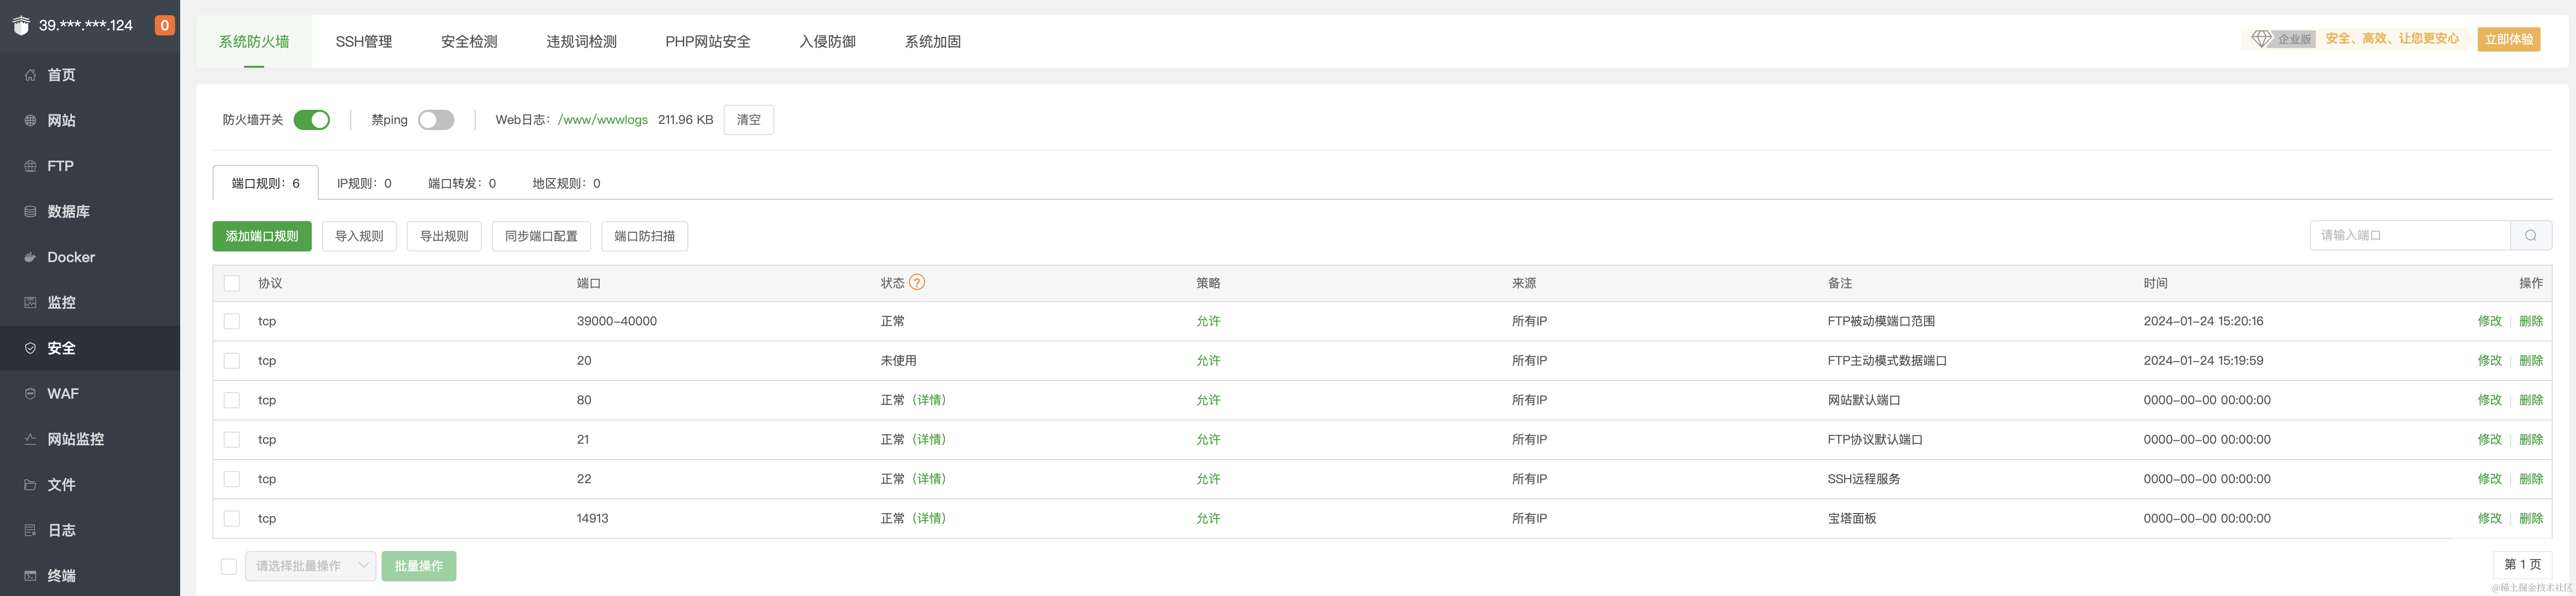 39.***.***.124 0
首页
网站
FTP
数据库
Docker
监控
安全
WAF
网站监控
文件
日志
终端
系统防火墙 SSH管理 安全检测 违规词检测 PHP网站安全 入侵防御 系统加固
企业版 安全、高效、让您更安心 立即体验
防火墙开关 禁ping Web日志：/www/wwwlogs 211.96 KB 清空
端口规则：6 IP规则：0 端口转发：0 地区规则：0
添加端口规则 导入规则 导出规则 同步端口配置 端口防扫描 请输入端口
协议 端口 状态 ? 策略 来源 备注 时间 操作
tcp 39000-40000 正常 允许 所有IP FTP被动模端口范围 2024-01-24 15:20:16 修改 | 删除
tcp 20 未使用 允许 所有IP FTP主动模式数据端口 2024-01-24 15:19:59 修改 | 删除
tcp 80 正常 (详情) 允许 所有IP 网站默认端口 0000-00-00 00:00:00 修改 | 删除
tcp 21 正常 (详情) 允许 所有IP FTP协议默认端口 0000-00-00 00:00:00 修改 | 删除
tcp 22 正常 (详情) 允许 所有IP SSH远程服务 0000-00-00 00:00:00 修改 | 删除
tcp 14913 正常 (详情) 允许 所有IP 宝塔面板 0000-00-00 00:00:00 修改 | 删除
请选择批量操作 批量操作 第 1 页
@稀土掘金技术社区